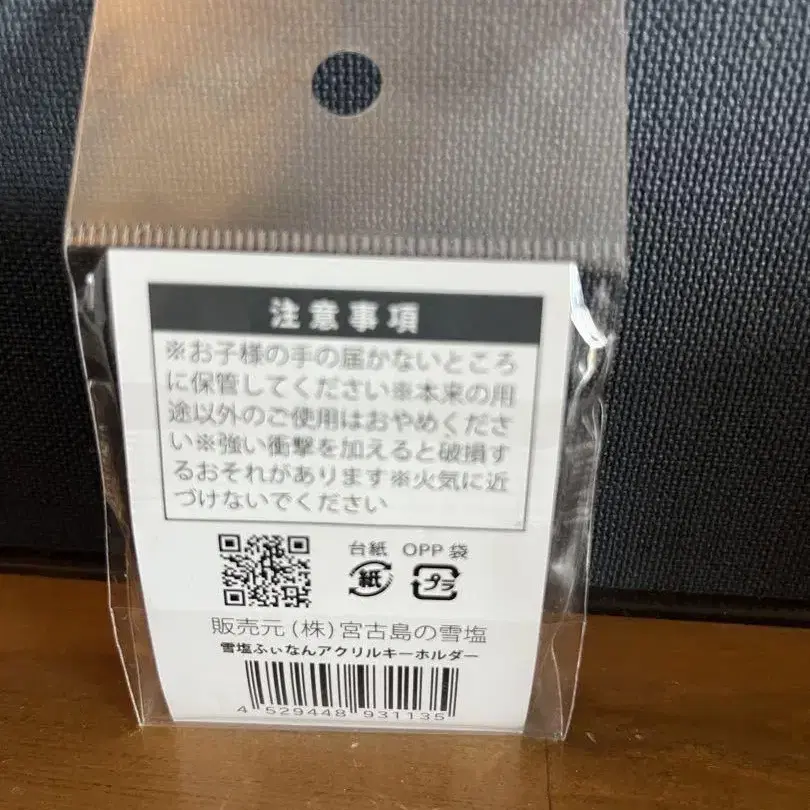 注意事項
※お子様の手の届かないところ
に保管してください※本来の用
途以外のご使用はおやめくださ
い※強い衝撃を加えると破損す
るおそれがあります※火気に近
づけないでください
台紙 OPP 袋
紙 プラ
販売元(株)宮古島の雪塩
雪塩ふぃなんアクリルキーホルダー
4 529448 931135